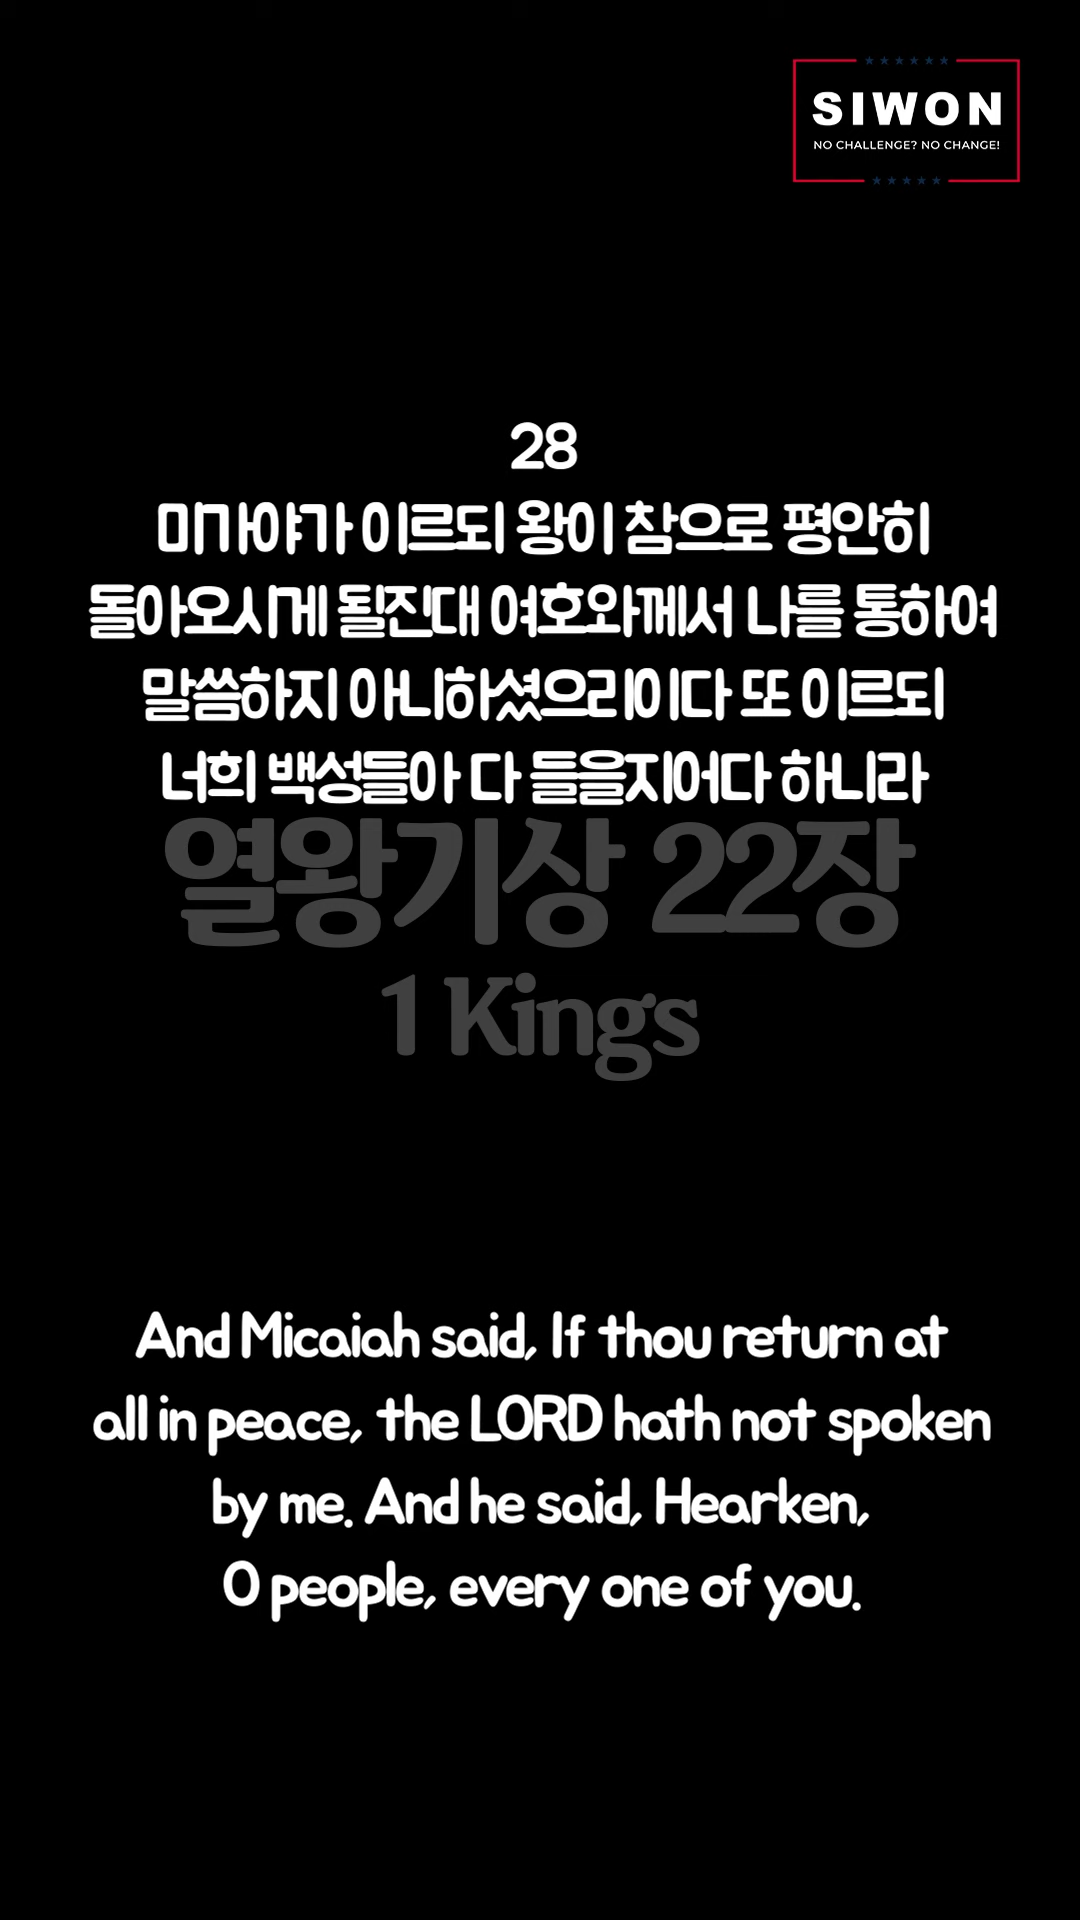 SIWON
NO CHALLENGE? NO CHANGE!
28
미가야가 이르되 왕이 참으로 평안히
돌아오시게 될진대 여호와께서 나를 통하여
말씀하지 아니하셨으리이다 또 이르되
너희 백성들아 다 들을지어다 하니라
열왕기상 22장
1 Kings
And Micaiah said, If thou return at
all in peace, the LORD hath not spoken
by me. And he said, Hearken,
O people, every one of you.